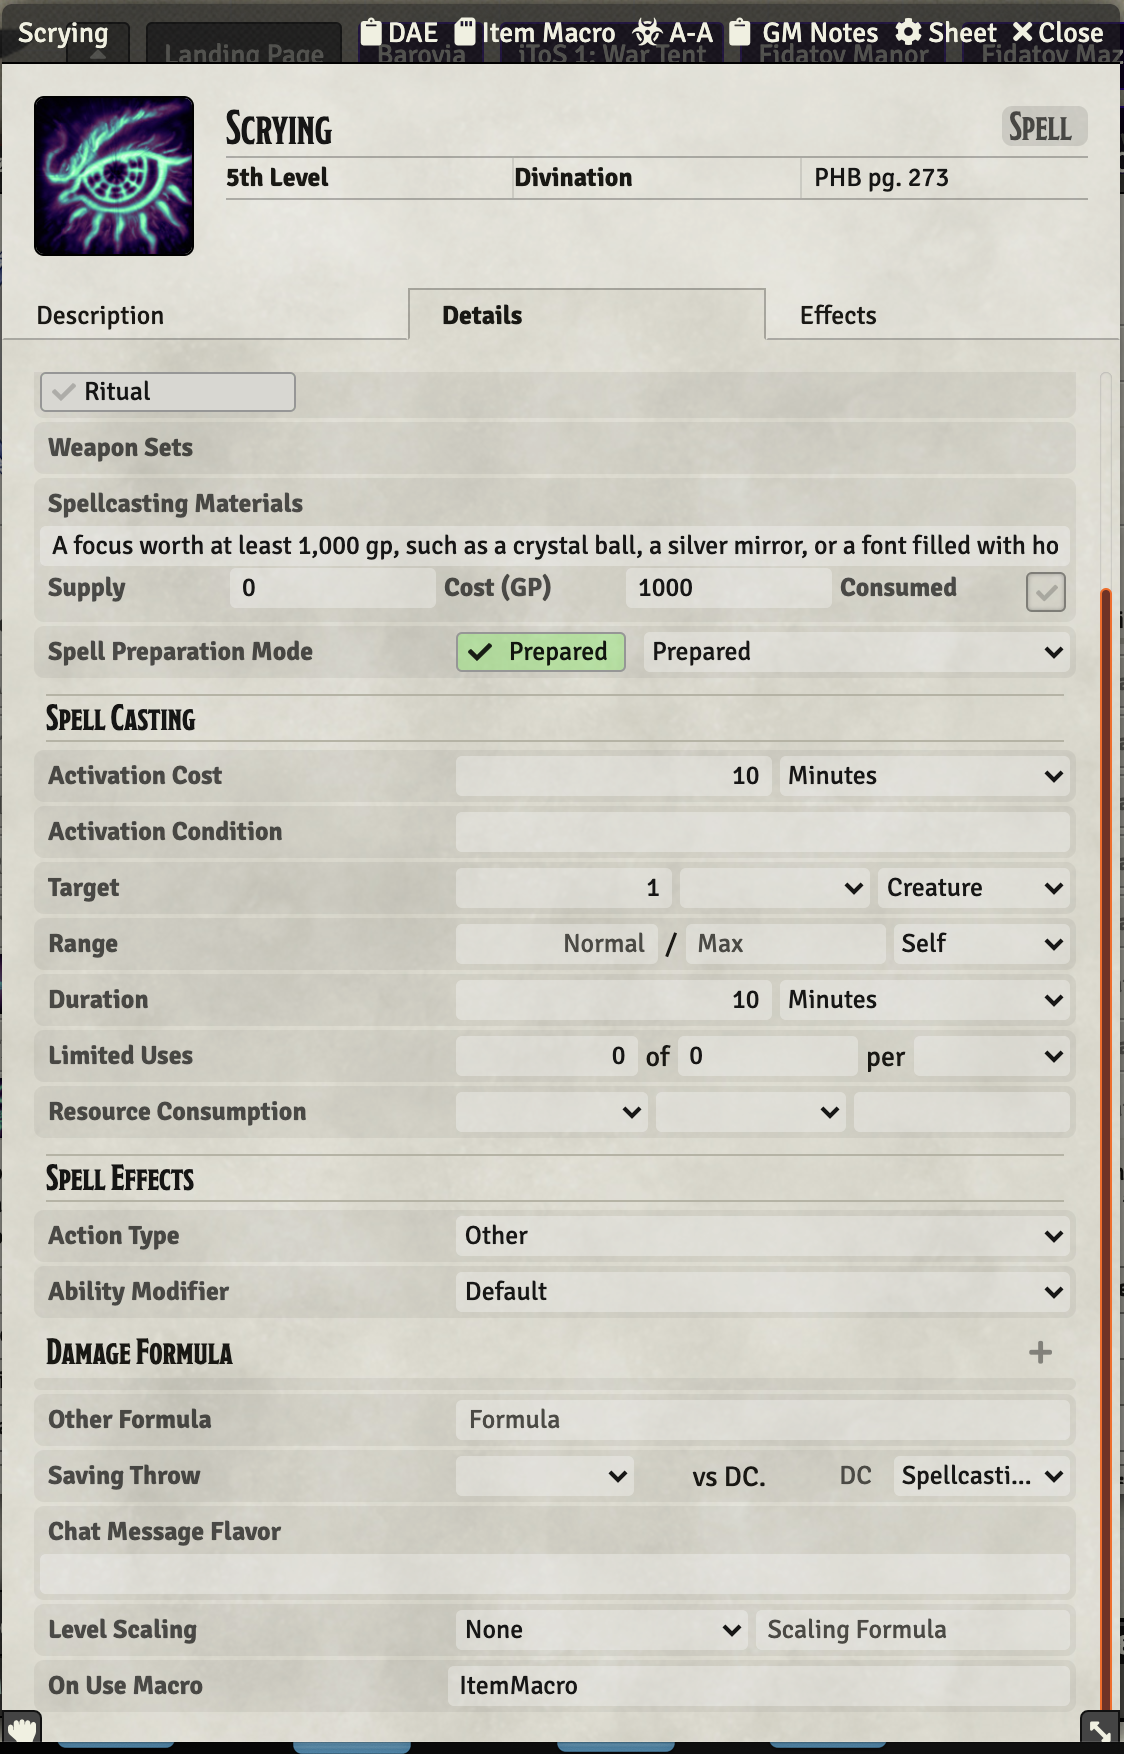 Scrying DAE Item Macro A-A GM Notes Sheet Close
Landing Page Barovia iToS 1: War Tent Fidatov Manor Fidatov Maz
Scrying Spell
5th Level Divination PHB pg. 273
Description Details Effects
Ritual
Weapon Sets
Spellcasting Materials
A focus worth at least 1,000 gp, such as a crystal ball, a silver mirror, or a font filled with ho
Supply 0 Cost (GP) 1000 Consumed
Spell Preparation Mode Prepared Prepared
Spell Casting
Activation Cost 10 Minutes
Activation Condition
Target 1 Creature
Range Normal / Max Self
Duration 10 Minutes
Limited Uses 0 of 0 per
Resource Consumption
Spell Effects
Action Type Other
Ability Modifier Default
Damage Formula +
Other Formula Formula
Saving Throw vs DC. DC Spellcasti...
Chat Message Flavor
Level Scaling None Scaling Formula
On Use Macro ItemMacro